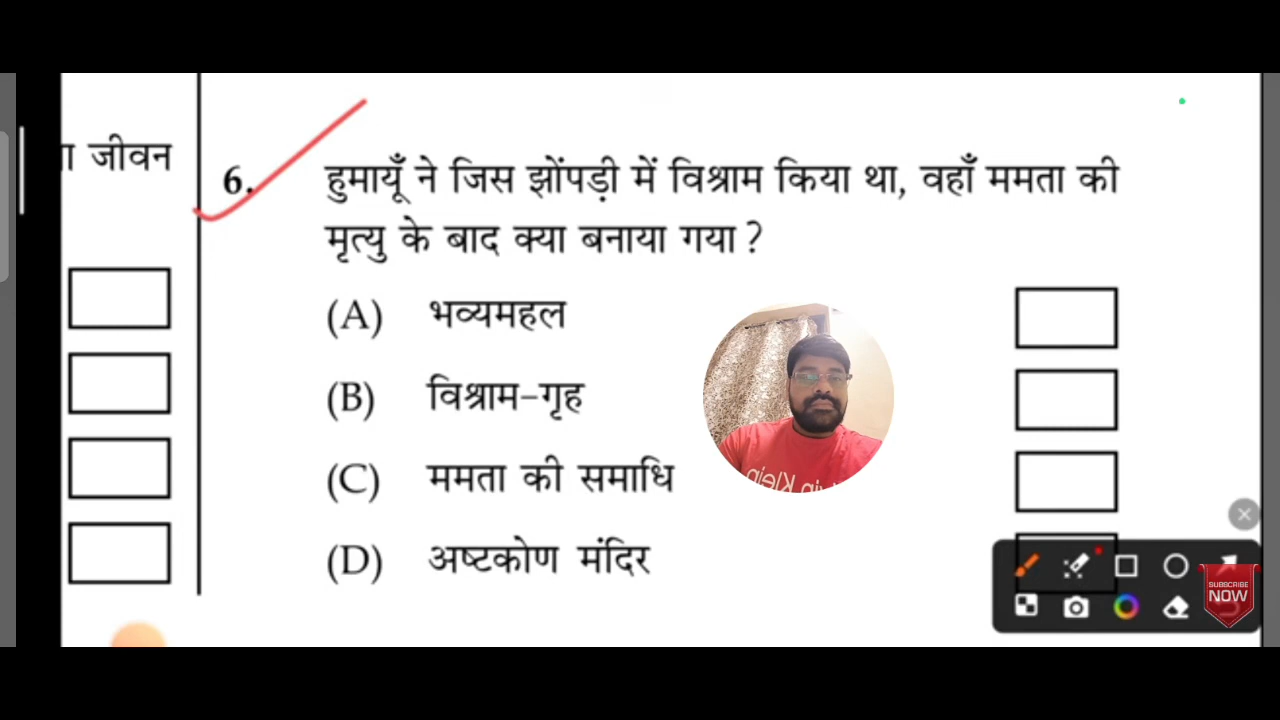 ा जीवन
6. हुमायूँ ने जिस झोंपड़ी में विश्राम किया था, वहाँ ममता की
मृत्यु के बाद क्या बनाया गया ?
(A) भव्यमहल
(B) विश्राम-गृह
(C) ममता की समाधि
(D) अष्टकोण मंदिर
SUBSCRIBE
NOW